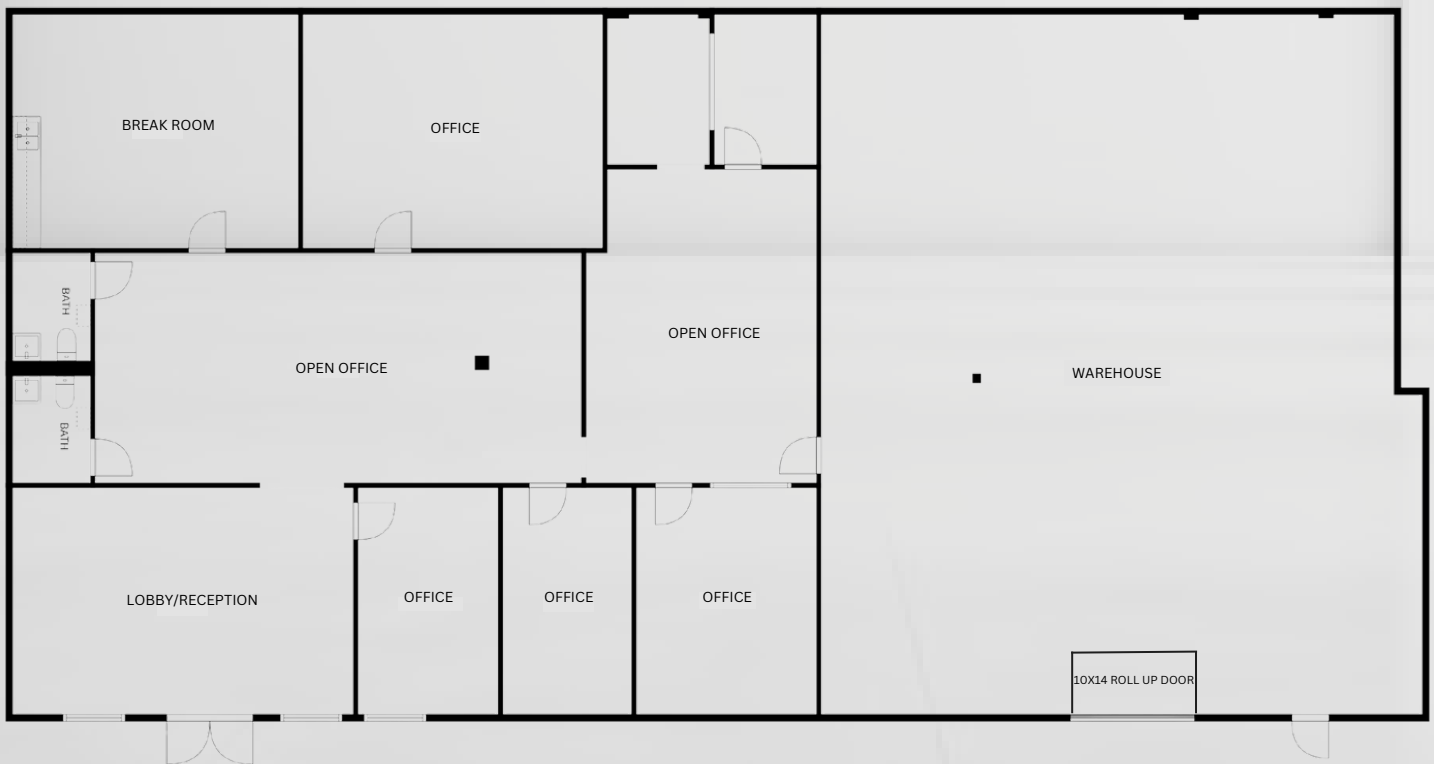 BREAK ROOM
OFFICE
BATH
OPEN OFFICE
OPEN OFFICE
WAREHOUSE
BATH
LOBBY/RECEPTION
OFFICE
OFFICE
OFFICE
10X14 ROLL UP DOOR